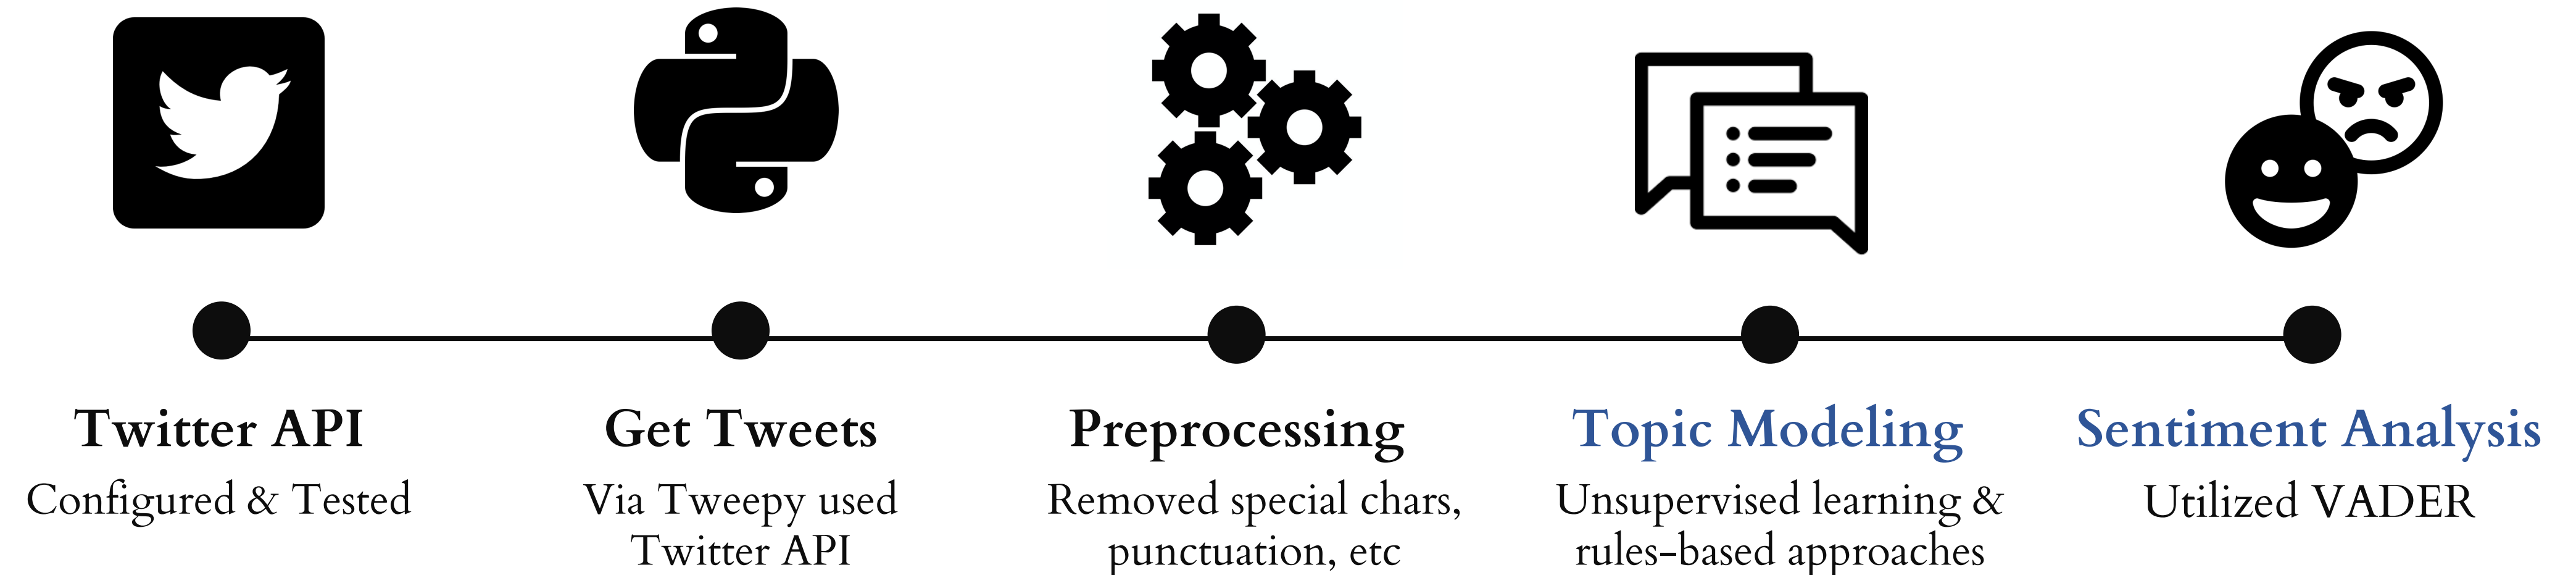 Twitter API
Configured & Tested
Get Tweets
Via Tweepy used
Twitter API
Preprocessing
Removed special chars,
punctuation, etc
Topic Modeling
Unsupervised learning &
rules-based approaches
Sentiment Analysis
Utilized VADER